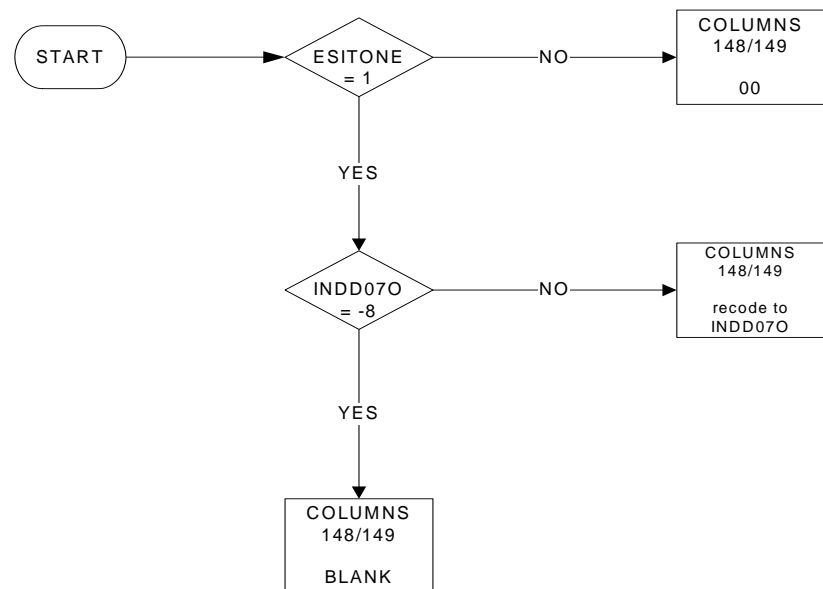 START
ESITONE
= 1
NO
COLUMNS
148/149
00
YES
INDD07O
= -8
NO
COLUMNS
148/149
recode to
INDD07O
YES
COLUMNS
148/149
BLANK